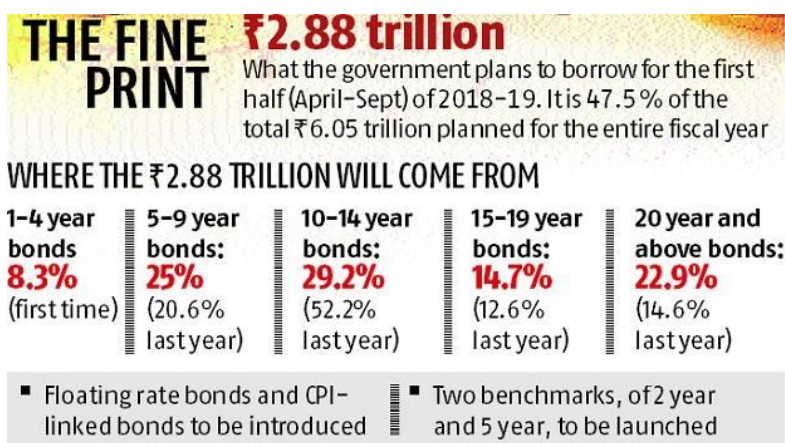 THE FINE
PRINT
₹2.88 trillion
What the government plans to borrow for the first
half (April–Sept) of 2018–19. It is 47.5% of the
total ₹6.05 trillion planned for the entire fiscal year
WHERE THE ₹2.88 TRILLION WILL COME FROM
1–4 year
bonds
8.3%
(first time)
5–9 year
bonds:
25%
(20.6%
last year)
10–14 year
bonds:
29.2%
(52.2%
last year)
15–19 year
bonds:
14.7%
(12.6%
last year)
20 year and
above bonds:
22.9%
(14.6%
last year)
▪ Floating rate bonds and CPI–
linked bonds to be introduced
▪ Two benchmarks, of 2 year
and 5 year, to be launched